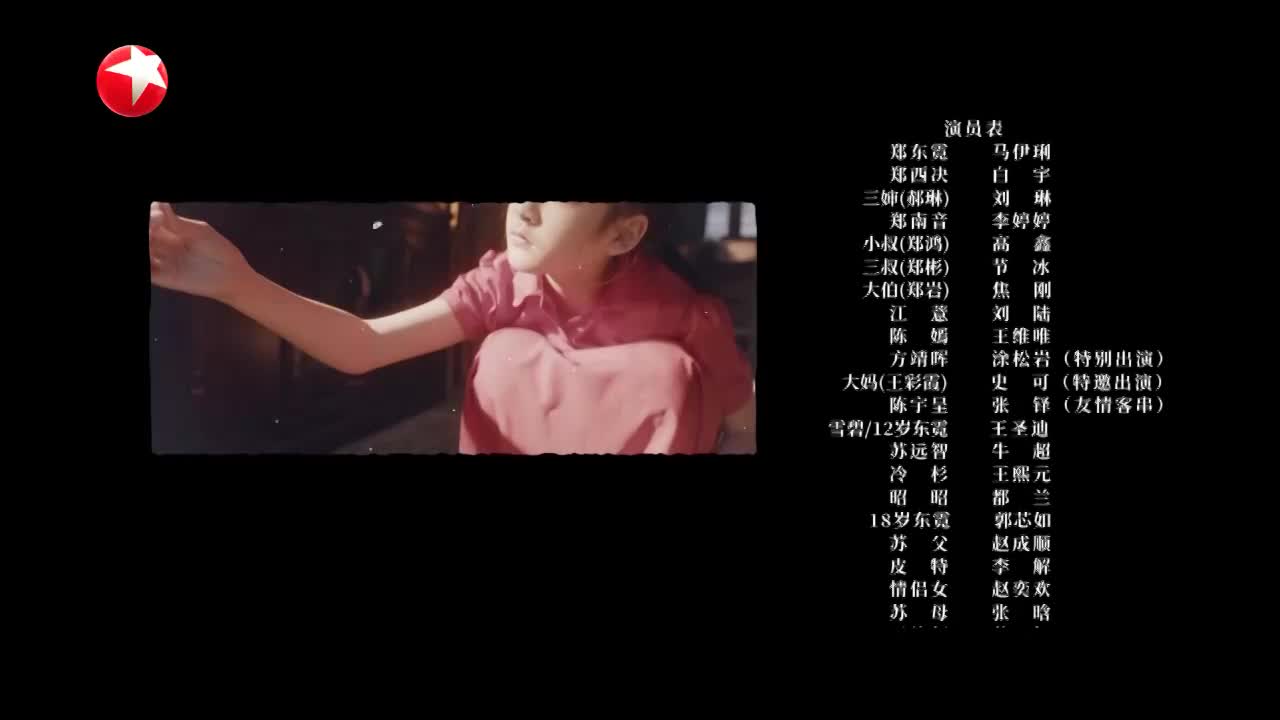 演员表
郑东霓 马伊琍
郑西决 白 宇
三婶(郝琳) 刘 琳
郑南音 李婷婷
小叔(郑鸿) 高 鑫
三叔(郑彬) 节 冰
大伯(郑岩) 焦 刚
江 薏 刘 陆
陈 嫣 王维唯
方靖晖 涂松岩（特别出演）
大妈(王彩霞) 史 可（特邀出演）
陈宇呈 张 铎（友情客串）
雪碧/12岁东霓 王圣迪
苏远智 牛 超
冷 杉 王熙元
昭 昭 都 兰
18岁东霓 郭芯如
苏 父 赵成顺
皮 特 李 解
情侣女 赵奕欢
苏 母 张 晗